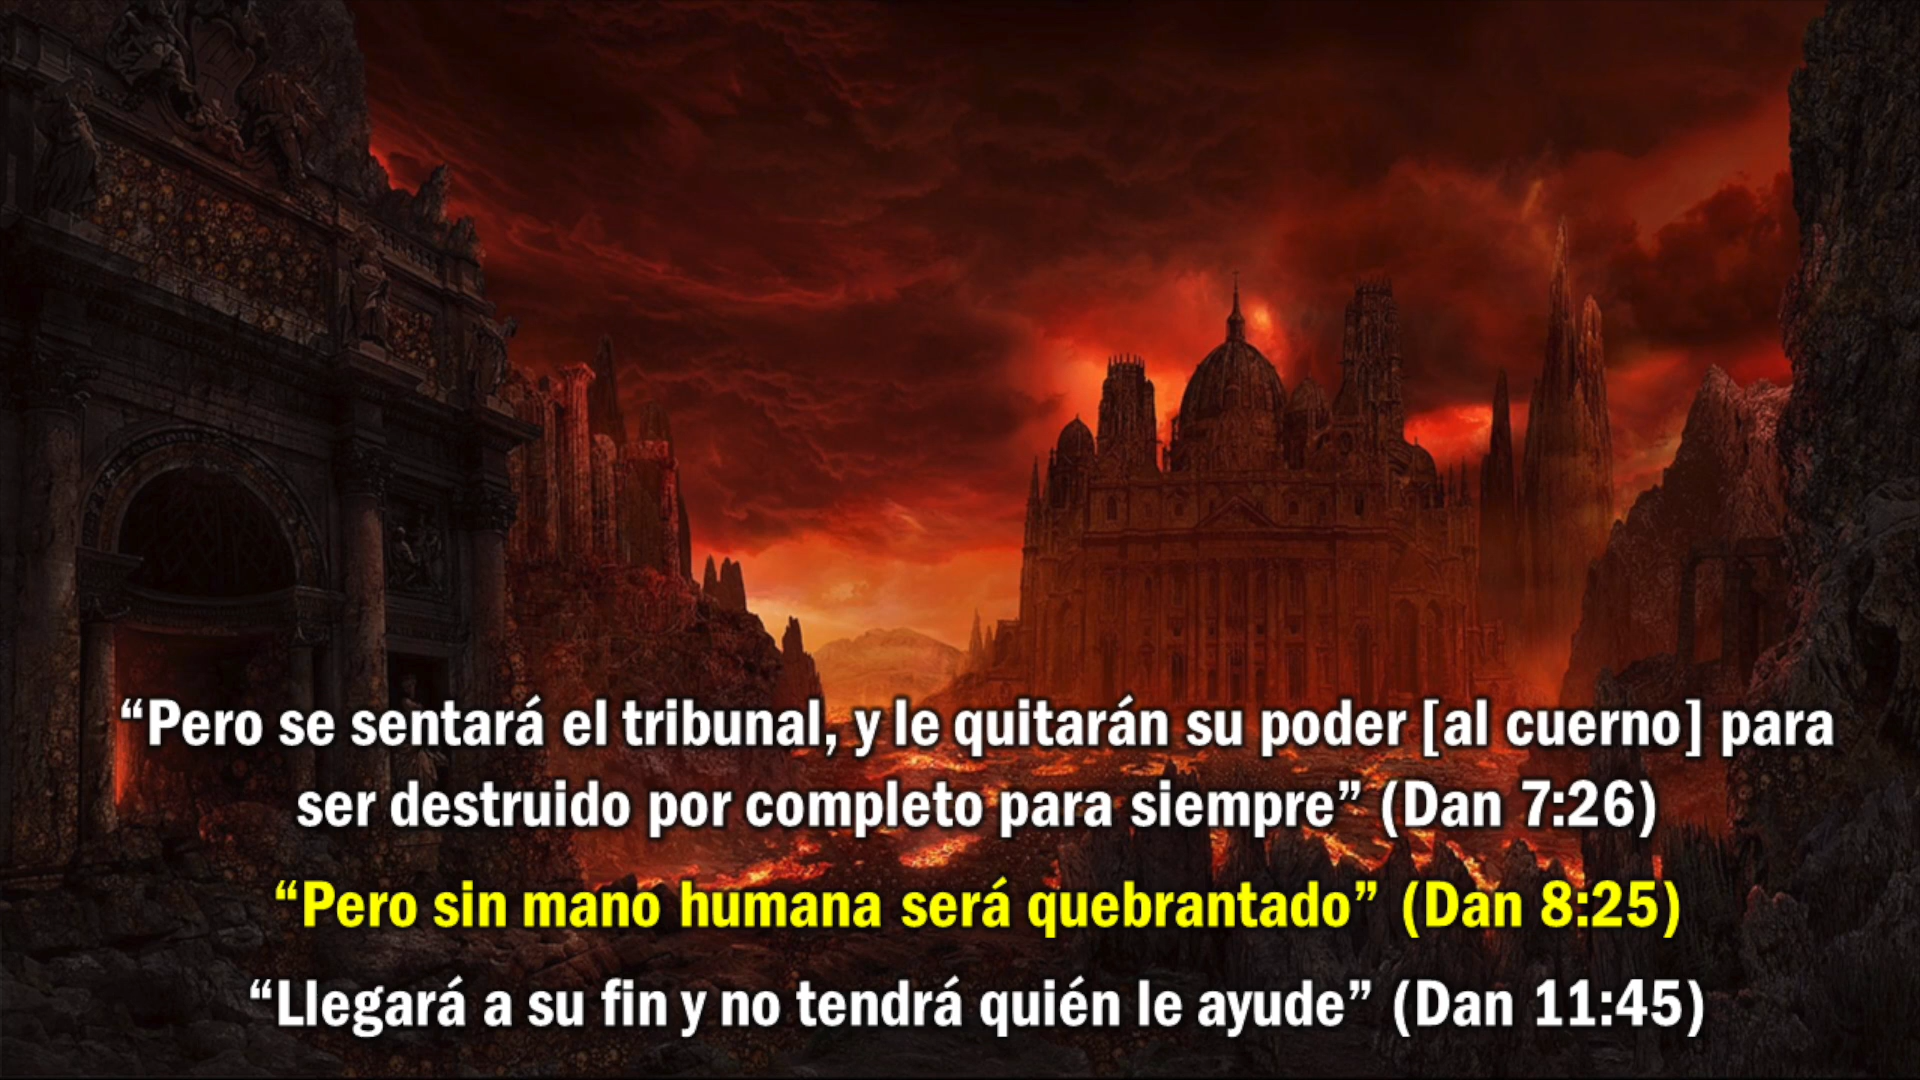 “Pero se sentará el tribunal, y le quitarán su poder [al cuerno] para
ser destruido por completo para siempre” (Dan 7:26)
“Pero sin mano humana será quebrantado” (Dan 8:25)
“Llegará a su fin y no tendrá quién le ayude” (Dan 11:45)